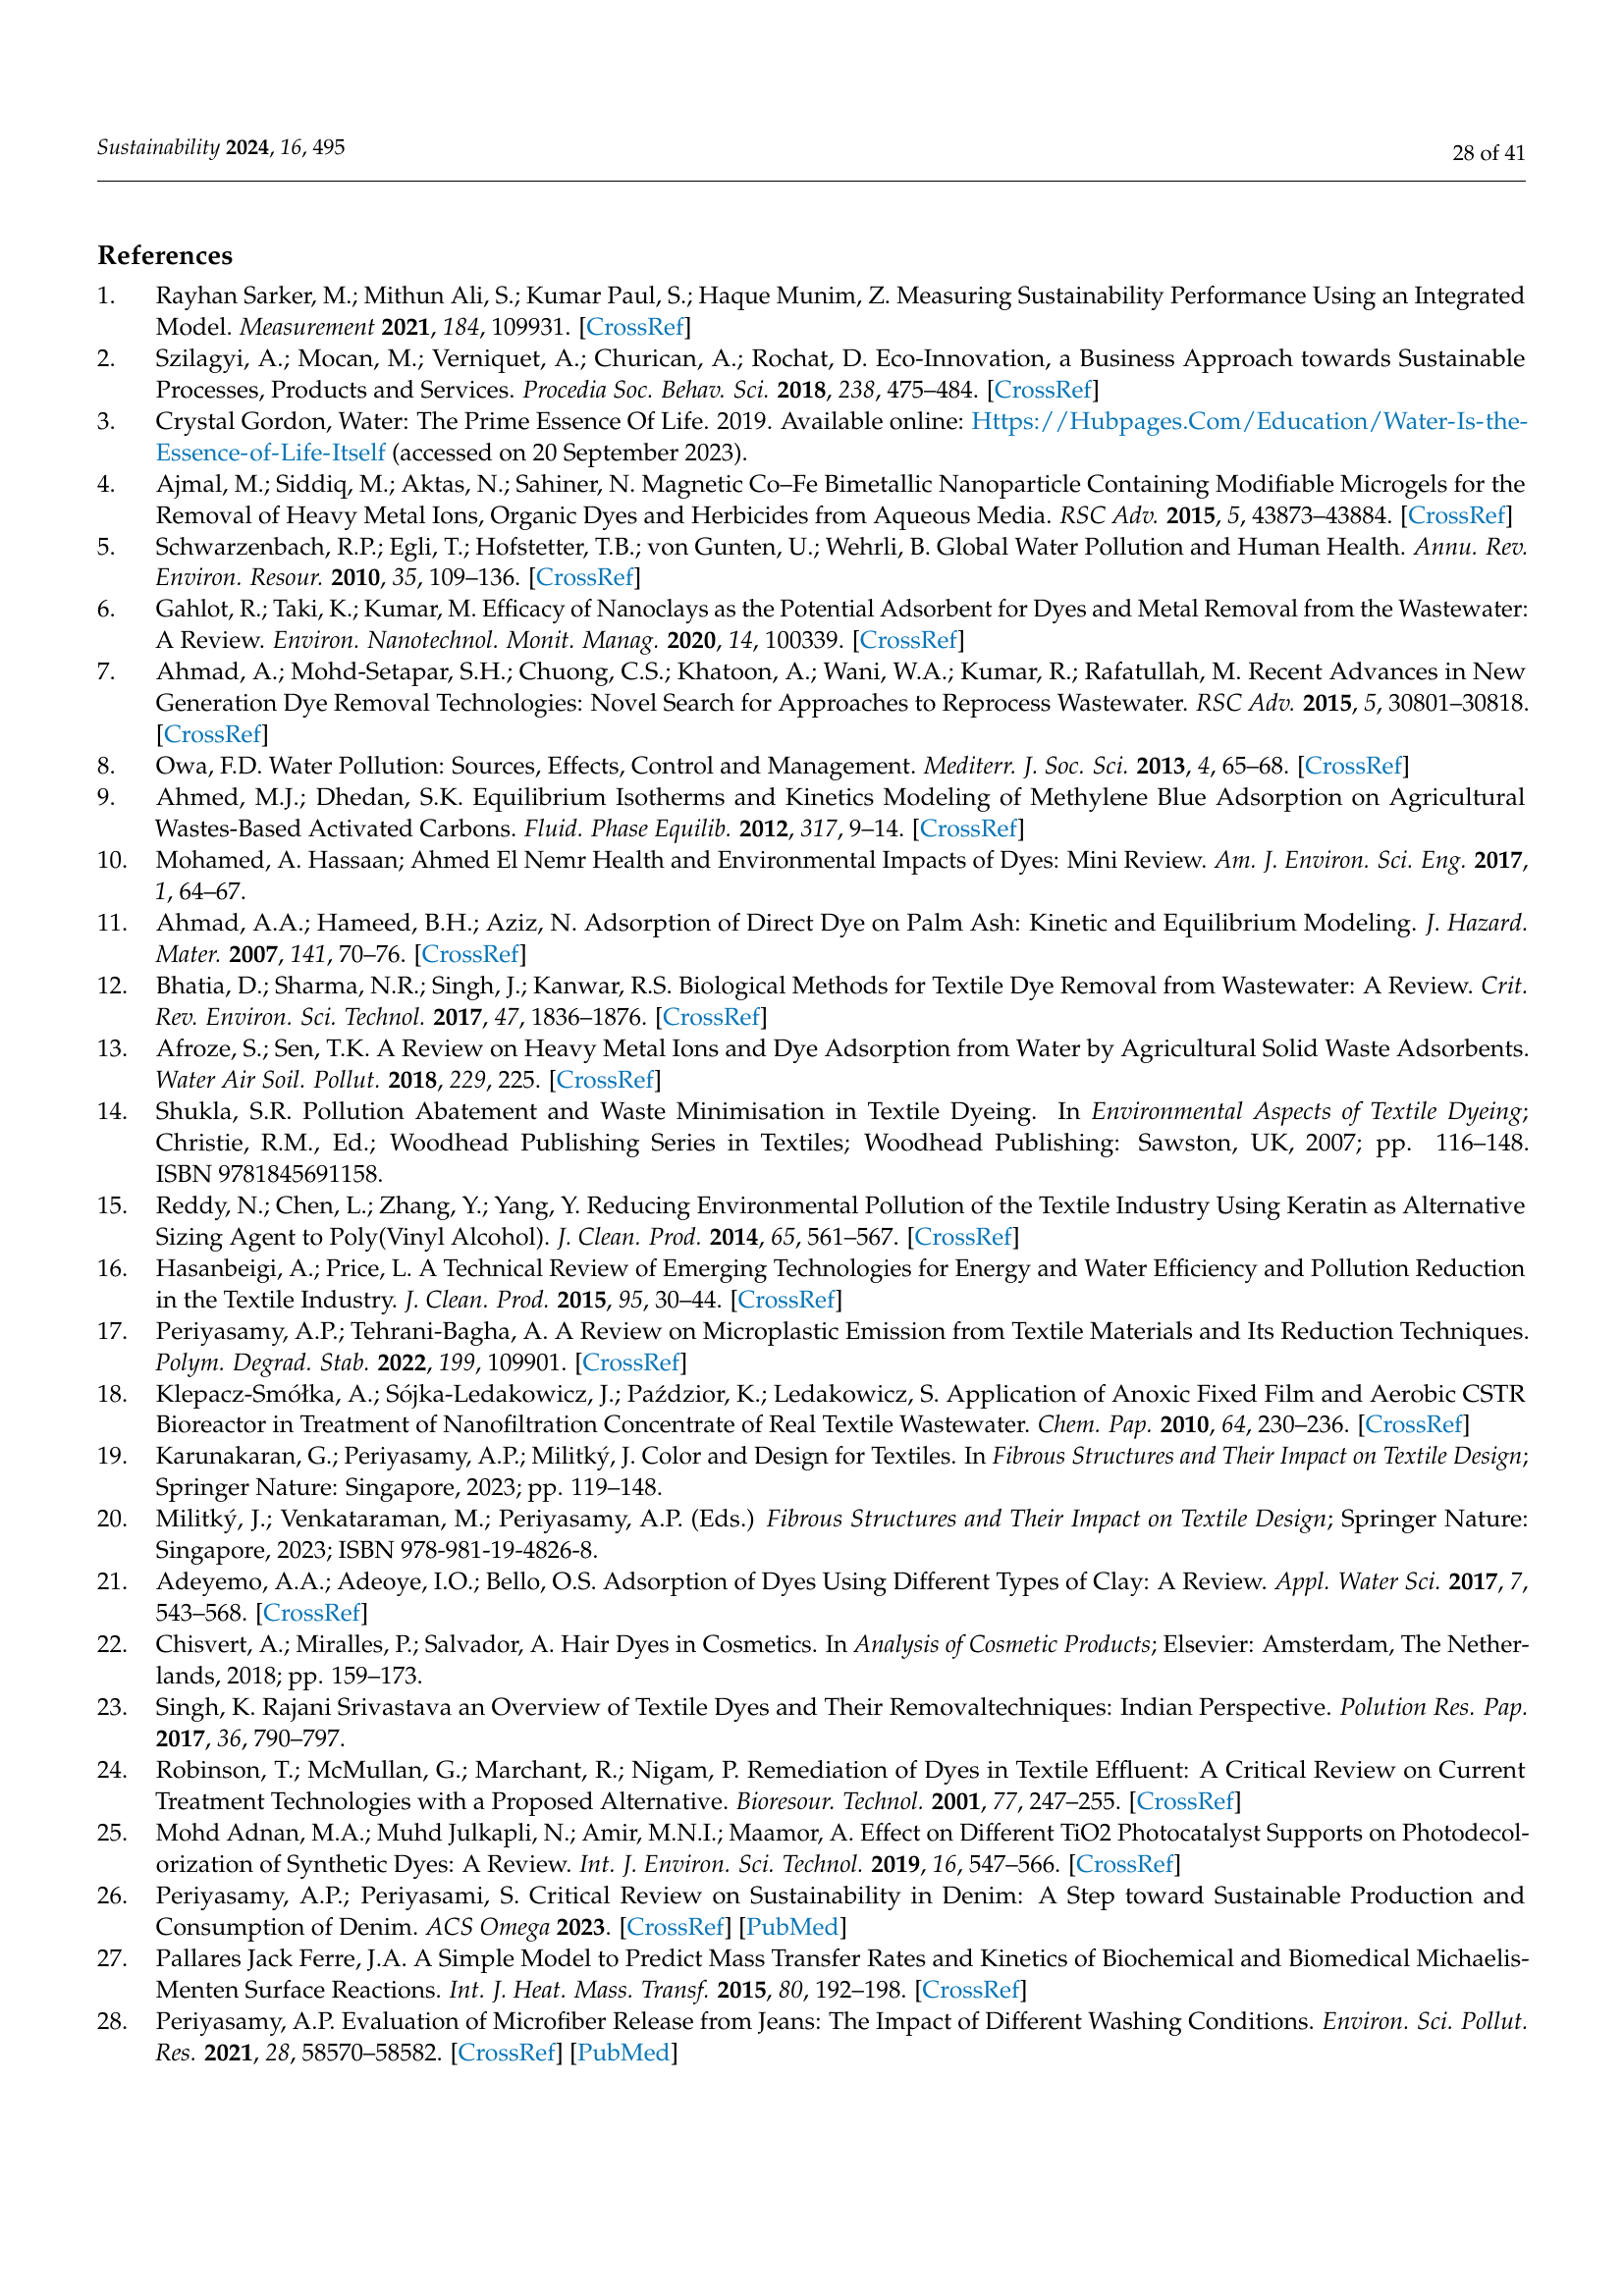 Sustainability 2024, 16, 495
28 of 41
References
1. Rayhan Sarker, M.; Mithun Ali, S.; Kumar Paul, S.; Haque Munim, Z. Measuring Sustainability Performance Using an Integrated
Model. Measurement 2021, 184, 109931. [CrossRef]
2. Szilagyi, A.; Mocan, M.; Verniquet, A.; Churican, A.; Rochat, D. Eco-Innovation, a Business Approach towards Sustainable
Processes, Products and Services. Procedia Soc. Behav. Sci. 2018, 238, 475–484. [CrossRef]
3. Crystal Gordon, Water: The Prime Essence Of Life. 2019. Available online: Https://Hubpages.Com/Education/Water-Is-the-
Essence-of-Life-Itself (accessed on 20 September 2023).
4. Ajmal, M.; Siddiq, M.; Aktas, N.; Sahiner, N. Magnetic Co–Fe Bimetallic Nanoparticle Containing Modifiable Microgels for the
Removal of Heavy Metal Ions, Organic Dyes and Herbicides from Aqueous Media. RSC Adv. 2015, 5, 43873–43884. [CrossRef]
5. Schwarzenbach, R.P.; Egli, T.; Hofstetter, T.B.; von Gunten, U.; Wehrli, B. Global Water Pollution and Human Health. Annu. Rev.
Environ. Resour. 2010, 35, 109–136. [CrossRef]
6. Gahlot, R.; Taki, K.; Kumar, M. Efficacy of Nanoclays as the Potential Adsorbent for Dyes and Metal Removal from the Wastewater:
A Review. Environ. Nanotechnol. Monit. Manag. 2020, 14, 100339. [CrossRef]
7. Ahmad, A.; Mohd-Setapar, S.H.; Chuong, C.S.; Khatoon, A.; Wani, W.A.; Kumar, R.; Rafatullah, M. Recent Advances in New
Generation Dye Removal Technologies: Novel Search for Approaches to Reprocess Wastewater. RSC Adv. 2015, 5, 30801–30818.
[CrossRef]
8. Owa, F.D. Water Pollution: Sources, Effects, Control and Management. Mediterr. J. Soc. Sci. 2013, 4, 65–68. [CrossRef]
9. Ahmed, M.J.; Dhedan, S.K. Equilibrium Isotherms and Kinetics Modeling of Methylene Blue Adsorption on Agricultural
Wastes-Based Activated Carbons. Fluid. Phase Equilib. 2012, 317, 9–14. [CrossRef]
10. Mohamed, A. Hassaan; Ahmed El Nemr Health and Environmental Impacts of Dyes: Mini Review. Am. J. Environ. Sci. Eng. 2017,
1, 64–67.
11. Ahmad, A.A.; Hameed, B.H.; Aziz, N. Adsorption of Direct Dye on Palm Ash: Kinetic and Equilibrium Modeling. J. Hazard.
Mater. 2007, 141, 70–76. [CrossRef]
12. Bhatia, D.; Sharma, N.R.; Singh, J.; Kanwar, R.S. Biological Methods for Textile Dye Removal from Wastewater: A Review. Crit.
Rev. Environ. Sci. Technol. 2017, 47, 1836–1876. [CrossRef]
13. Afroze, S.; Sen, T.K. A Review on Heavy Metal Ions and Dye Adsorption from Water by Agricultural Solid Waste Adsorbents.
Water Air Soil. Pollut. 2018, 229, 225. [CrossRef]
14. Shukla, S.R. Pollution Abatement and Waste Minimisation in Textile Dyeing. In Environmental Aspects of Textile Dyeing;
Christie, R.M., Ed.; Woodhead Publishing Series in Textiles; Woodhead Publishing: Sawston, UK, 2007; pp. 116–148.
ISBN 9781845691158.
15. Reddy, N.; Chen, L.; Zhang, Y.; Yang, Y. Reducing Environmental Pollution of the Textile Industry Using Keratin as Alternative
Sizing Agent to Poly(Vinyl Alcohol). J. Clean. Prod. 2014, 65, 561–567. [CrossRef]
16. Hasanbeigi, A.; Price, L. A Technical Review of Emerging Technologies for Energy and Water Efficiency and Pollution Reduction
in the Textile Industry. J. Clean. Prod. 2015, 95, 30–44. [CrossRef]
17. Periyasamy, A.P.; Tehrani-Bagha, A. A Review on Microplastic Emission from Textile Materials and Its Reduction Techniques.
Polym. Degrad. Stab. 2022, 199, 109901. [CrossRef]
18. Klepacz-Smółka, A.; Sójka-Ledakowicz, J.; Paździor, K.; Ledakowicz, S. Application of Anoxic Fixed Film and Aerobic CSTR
Bioreactor in Treatment of Nanofiltration Concentrate of Real Textile Wastewater. Chem. Pap. 2010, 64, 230–236. [CrossRef]
19. Karunakaran, G.; Periyasamy, A.P.; Militký, J. Color and Design for Textiles. In Fibrous Structures and Their Impact on Textile Design;
Springer Nature: Singapore, 2023; pp. 119–148.
20. Militký, J.; Venkataraman, M.; Periyasamy, A.P. (Eds.) Fibrous Structures and Their Impact on Textile Design; Springer Nature:
Singapore, 2023; ISBN 978-981-19-4826-8.
21. Adeyemo, A.A.; Adeoye, I.O.; Bello, O.S. Adsorption of Dyes Using Different Types of Clay: A Review. Appl. Water Sci. 2017, 7,
543–568. [CrossRef]
22. Chisvert, A.; Miralles, P.; Salvador, A. Hair Dyes in Cosmetics. In Analysis of Cosmetic Products; Elsevier: Amsterdam, The Nether-
lands, 2018; pp. 159–173.
23. Singh, K. Rajani Srivastava an Overview of Textile Dyes and Their Removaltechniques: Indian Perspective. Polution Res. Pap.
2017, 36, 790–797.
24. Robinson, T.; McMullan, G.; Marchant, R.; Nigam, P. Remediation of Dyes in Textile Effluent: A Critical Review on Current
Treatment Technologies with a Proposed Alternative. Bioresour. Technol. 2001, 77, 247–255. [CrossRef]
25. Mohd Adnan, M.A.; Muhd Julkapli, N.; Amir, M.N.I.; Maamor, A. Effect on Different TiO2 Photocatalyst Supports on Photodecol-
orization of Synthetic Dyes: A Review. Int. J. Environ. Sci. Technol. 2019, 16, 547–566. [CrossRef]
26. Periyasamy, A.P.; Periyasami, S. Critical Review on Sustainability in Denim: A Step toward Sustainable Production and
Consumption of Denim. ACS Omega 2023. [CrossRef] [PubMed]
27. Pallares Jack Ferre, J.A. A Simple Model to Predict Mass Transfer Rates and Kinetics of Biochemical and Biomedical Michaelis-
Menten Surface Reactions. Int. J. Heat. Mass. Transf. 2015, 80, 192–198. [CrossRef]
28. Periyasamy, A.P. Evaluation of Microfiber Release from Jeans: The Impact of Different Washing Conditions. Environ. Sci. Pollut.
Res. 2021, 28, 58570–58582. [CrossRef] [PubMed]